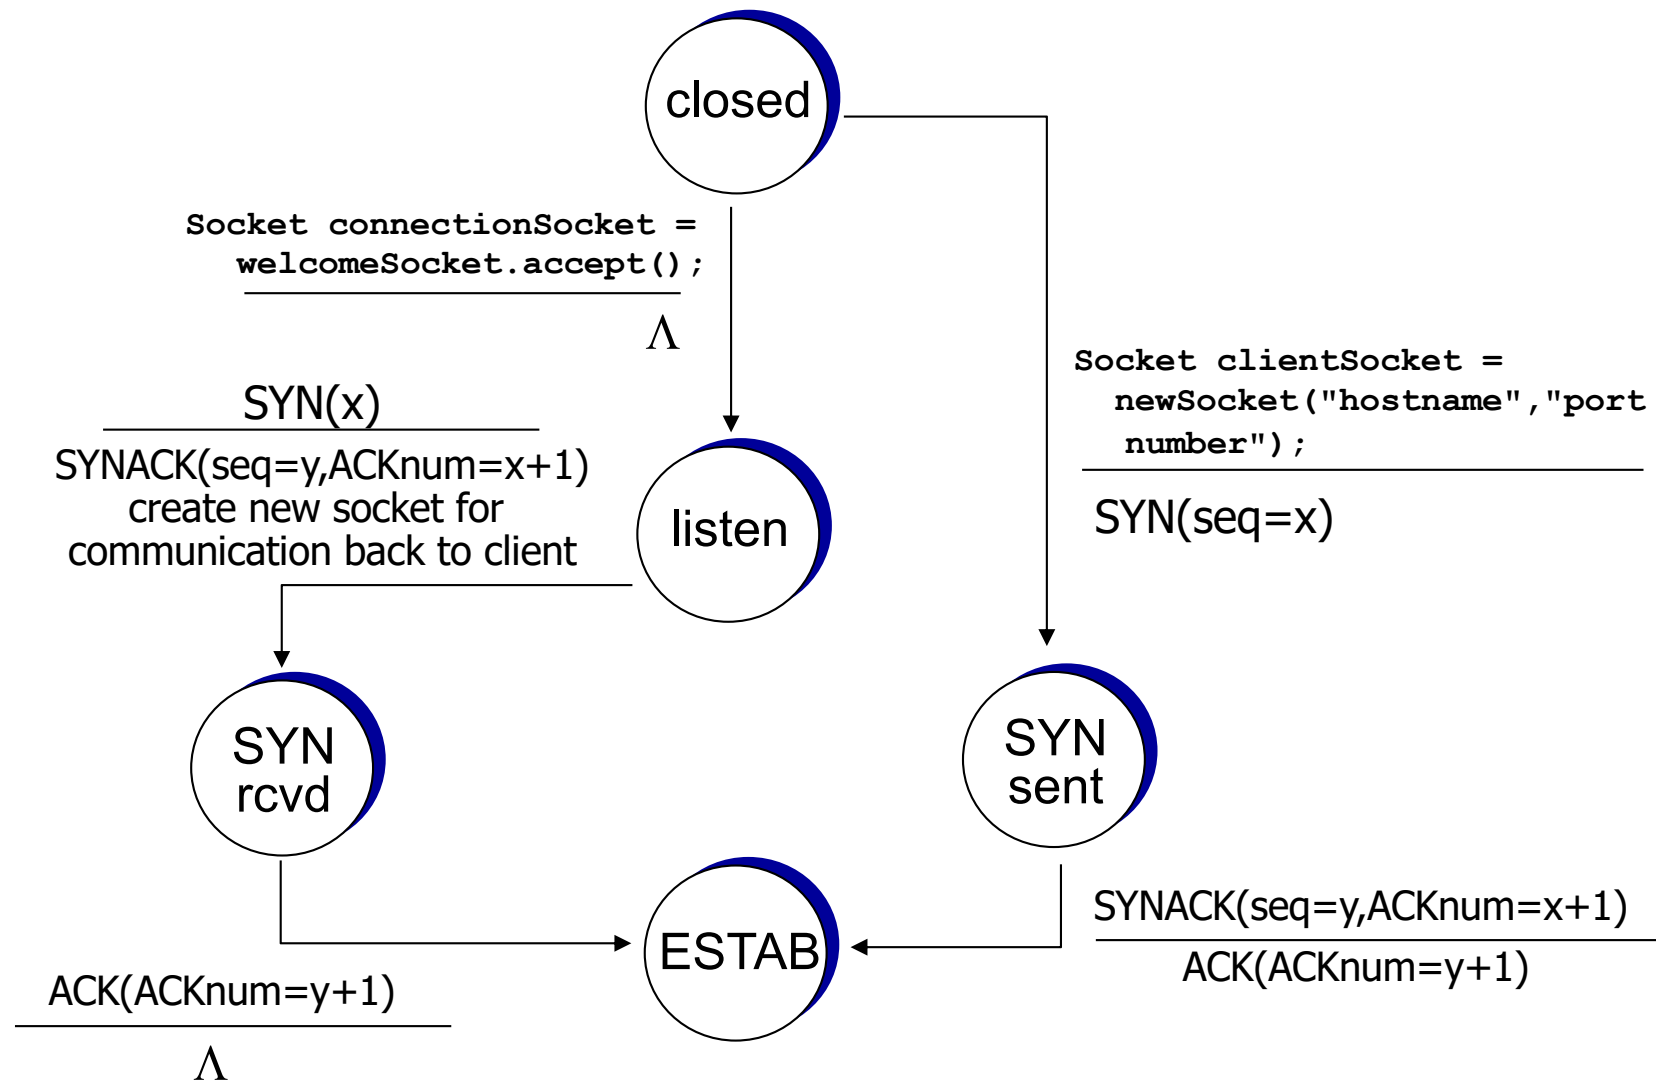 closed
Socket connectionSocket =
welcomeSocket.accept();
Λ
Socket clientSocket =
newSocket("hostname","port
number");
SYN(seq=x)
SYN(x)
SYNACK(seq=y,ACKnum=x+1)
create new socket for
communication back to client
listen
SYN
rcvd
SYN
sent
ESTAB
SYNACK(seq=y,ACKnum=x+1)
ACK(ACKnum=y+1)
ACK(ACKnum=y+1)
Λ